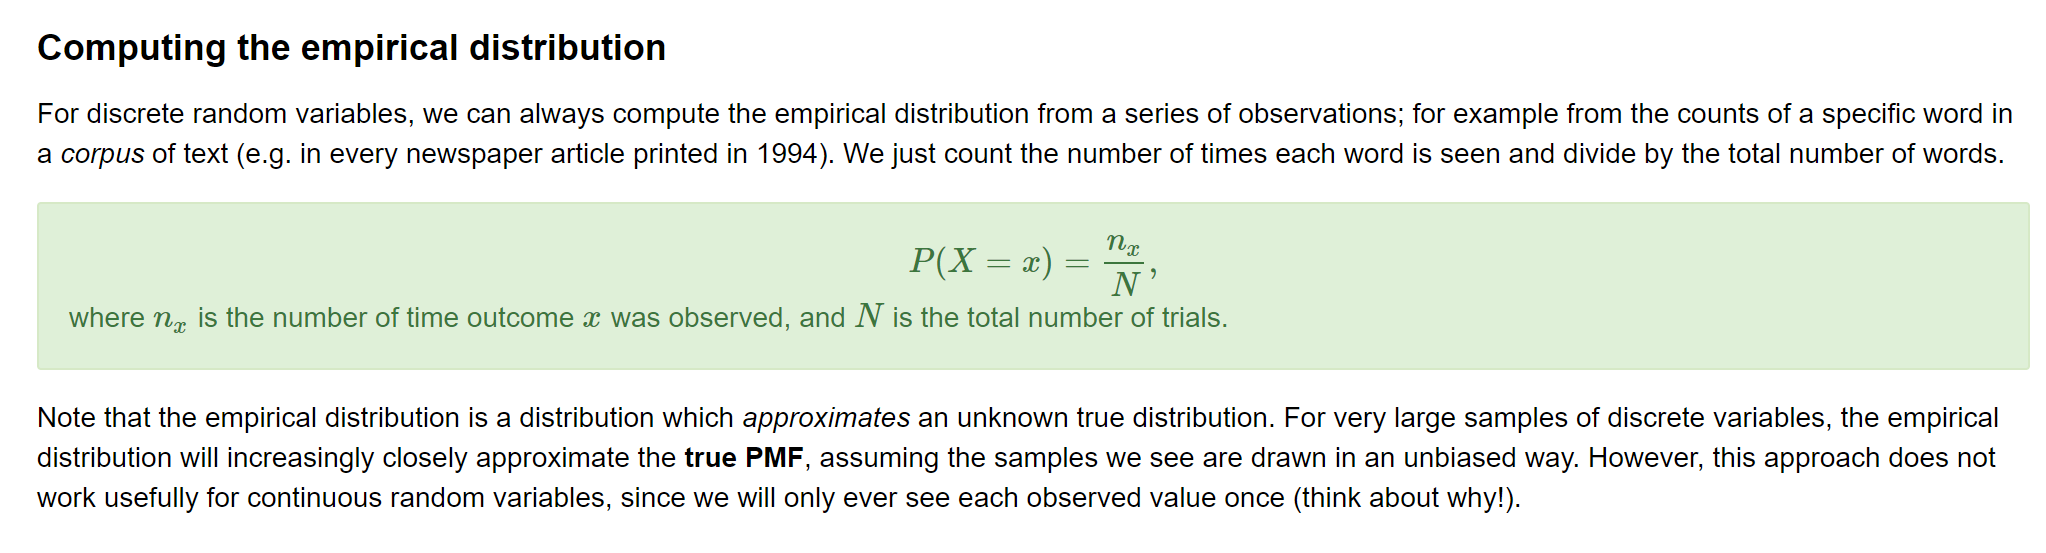 Computing the empirical distribution
For discrete random variables, we can always compute the empirical distribution from a series of observations; for example from the counts of a specific word in
a corpus of text (e.g. in every newspaper article printed in 1994). We just count the number of times each word is seen and divide by the total number of words.
P(X = x) = n_x / N,
where n_x is the number of time outcome x was observed, and N is the total number of trials.
Note that the empirical distribution is a distribution which approximates an unknown true distribution. For very large samples of discrete variables, the empirical
distribution will increasingly closely approximate the true PMF, assuming the samples we see are drawn in an unbiased way. However, this approach does not
work usefully for continuous random variables, since we will only ever see each observed value once (think about why!).